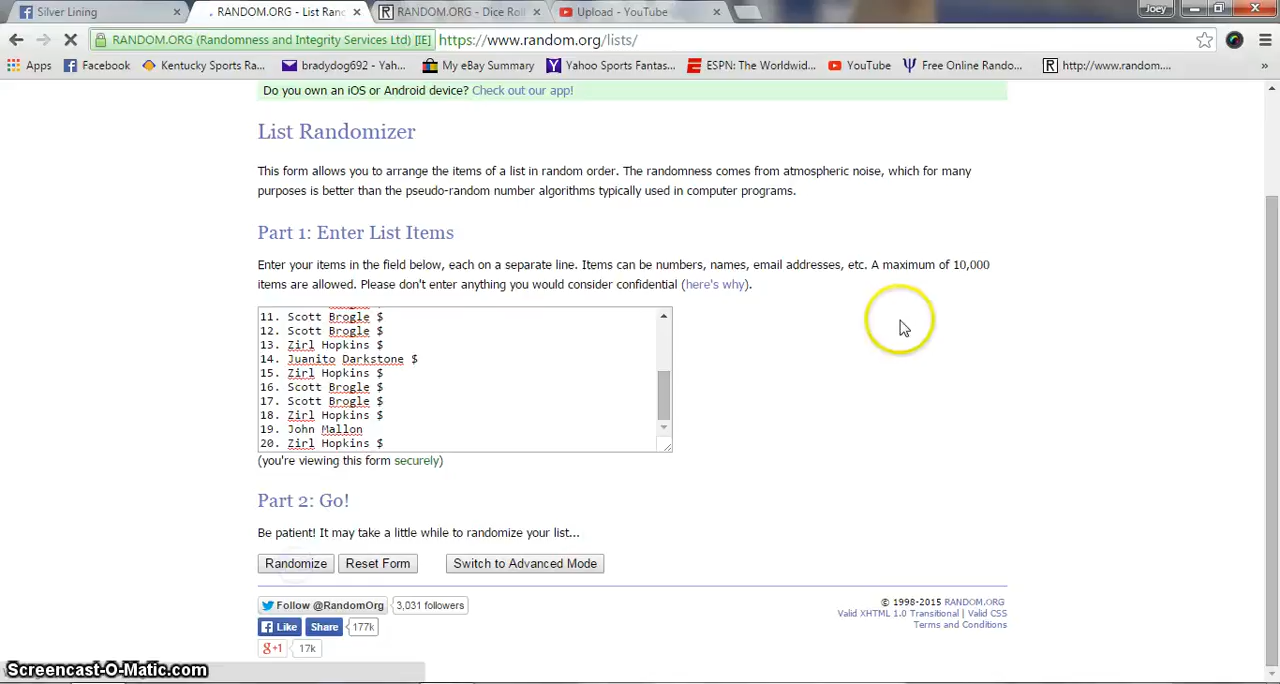 Silver Lining
RANDOM.ORG - List Ran
RANDOM.ORG - Dice Roll
Upload - YouTube
Joey
RANDOM.ORG (Randomness and Integrity Services Ltd) [IE]
https://www.random.org/lists/
Apps
Facebook
Kentucky Sports Ra...
bradydog692 - Yah...
My eBay Summary
Yahoo Sports Fantas...
ESPN: The Worldwid...
YouTube
Free Online Rando...
http://www.random....
»
Do you own an iOS or Android device? Check out our app!
List Randomizer
This form allows you to arrange the items of a list in random order. The randomness comes from atmospheric noise, which for many
purposes is better than the pseudo-random number algorithms typically used in computer programs.
Part 1: Enter List Items
Enter your items in the field below, each on a separate line. Items can be numbers, names, email addresses, etc. A maximum of 10,000
items are allowed. Please don't enter anything you would consider confidential (here's why).
11. Scott Brogle $
12. Scott Brogle $
13. Zirl Hopkins $
14. Juanito Darkstone $
15. Zirl Hopkins $
16. Scott Brogle $
17. Scott Brogle $
18. Zirl Hopkins $
19. John Mallon
20. Zirl Hopkins $
(you're viewing this form securely)
Part 2: Go!
Be patient! It may take a little while to randomize your list...
Randomize
Reset Form
Switch to Advanced Mode
Follow @RandomOrg
3,031 followers
Like
Share
177k
g+1
17k
© 1998-2015 RANDOM.ORG
Valid XHTML 1.0 Transitional | Valid CSS
Terms and Conditions
Screencast-O-Matic.com